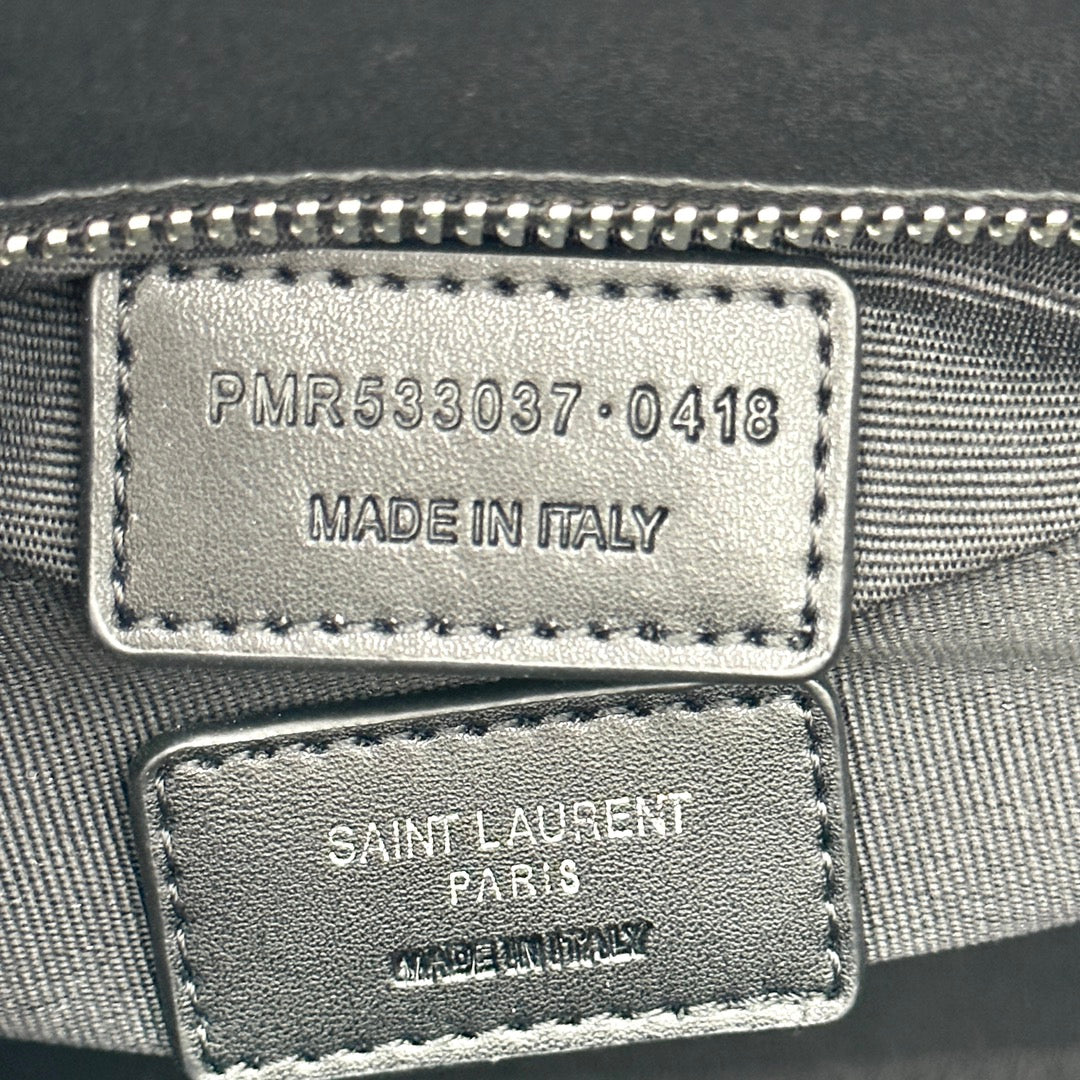 PMR533037·0418
MADE IN ITALY
SAINT LAURENT
PARIS
MADE IN ITALY